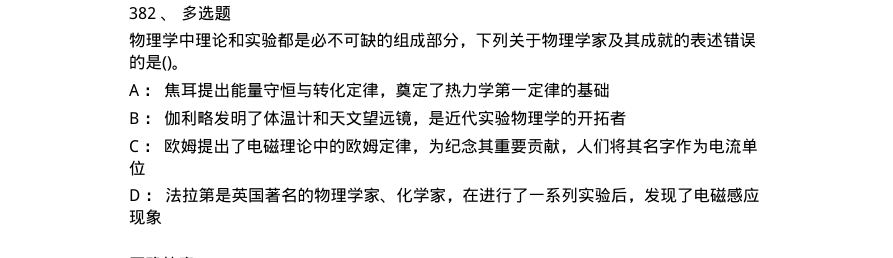 382 、 多选题
物理学中理论和实验都是必不可缺的组成部分，下列关于物理学家及其成就的表述错误
的是()。
A ： 焦耳提出能量守恒与转化定律，奠定了热力学第一定律的基础
B ： 伽利略发明了体温计和天文望远镜，是近代实验物理学的开拓者
C ： 欧姆提出了电磁理论中的欧姆定律，为纪念其重要贡献，人们将其名字作为电流单
位
D ： 法拉第是英国著名的物理学家、化学家，在进行了一系列实验后，发现了电磁感应
现象